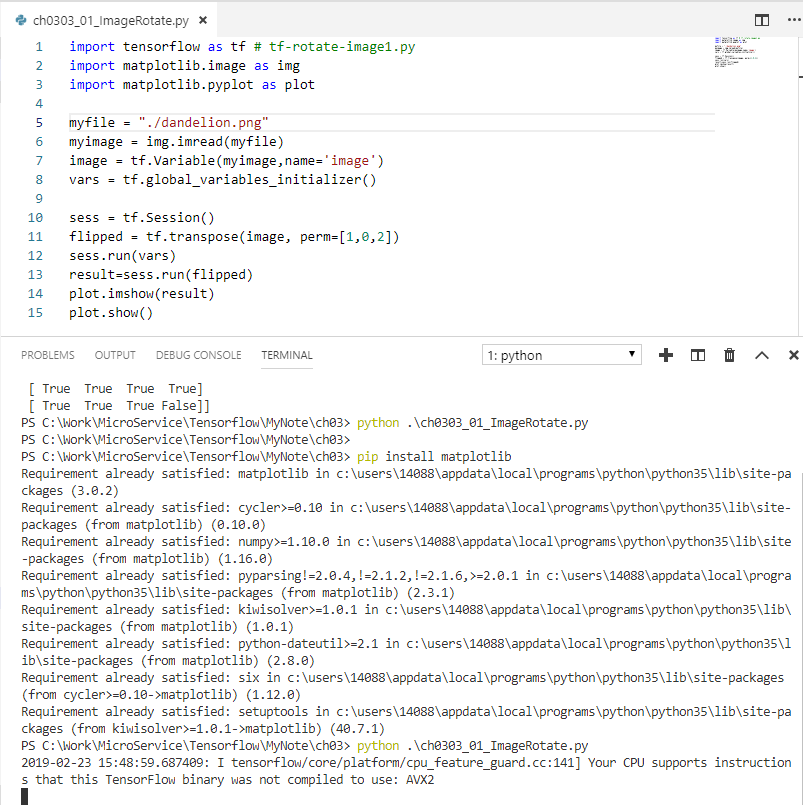 ch0303_01_ImageRotate.py
1 import tensorflow as tf # tf-rotate-image1.py
2 import matplotlib.image as img
3 import matplotlib.pyplot as plot
4
5 myfile = "./dandelion.png"
6 myimage = img.imread(myfile)
7 image = tf.Variable(myimage,name='image')
8 vars = tf.global_variables_initializer()
9
10 sess = tf.Session()
11 flipped = tf.transpose(image, perm=[1,0,2])
12 sess.run(vars)
13 result=sess.run(flipped)
14 plot.imshow(result)
15 plot.show()
PROBLEMS OUTPUT DEBUG CONSOLE TERMINAL 1: python
[ True True True True]
[ True True True False]]
PS C:\Work\MicroService\Tensorflow\MyNote\ch03> python .\ch0303_01_ImageRotate.py
PS C:\Work\MicroService\Tensorflow\MyNote\ch03>
PS C:\Work\MicroService\Tensorflow\MyNote\ch03> pip install matplotlib
Requirement already satisfied: matplotlib in c:\users\14088\appdata\local\programs\python\python35\lib\site-pa
ckages (3.0.2)
Requirement already satisfied: cycler>=0.10 in c:\users\14088\appdata\local\programs\python\python35\lib\site-
packages (from matplotlib) (0.10.0)
Requirement already satisfied: numpy>=1.10.0 in c:\users\14088\appdata\local\programs\python\python35\lib\site
-packages (from matplotlib) (1.16.0)
Requirement already satisfied: pyparsing!=2.0.4,!=2.1.2,!=2.1.6,>=2.0.1 in c:\users\14088\appdata\local\progra
ms\python\python35\lib\site-packages (from matplotlib) (2.3.1)
Requirement already satisfied: kiwisolver>=1.0.1 in c:\users\14088\appdata\local\programs\python\python35\lib\
site-packages (from matplotlib) (1.0.1)
Requirement already satisfied: python-dateutil>=2.1 in c:\users\14088\appdata\local\programs\python\python35\l
ib\site-packages (from matplotlib) (2.8.0)
Requirement already satisfied: six in c:\users\14088\appdata\local\programs\python\python35\lib\site-packages
(from cycler>=0.10->matplotlib) (1.12.0)
Requirement already satisfied: setuptools in c:\users\14088\appdata\local\programs\python\python35\lib\site-pa
ckages (from kiwisolver>=1.0.1->matplotlib) (40.7.1)
PS C:\Work\MicroService\Tensorflow\MyNote\ch03> python .\ch0303_01_ImageRotate.py
2019-02-23 15:48:59.687409: I tensorflow/core/platform/cpu_feature_guard.cc:141] Your CPU supports instruction
s that this TensorFlow binary was not compiled to use: AVX2